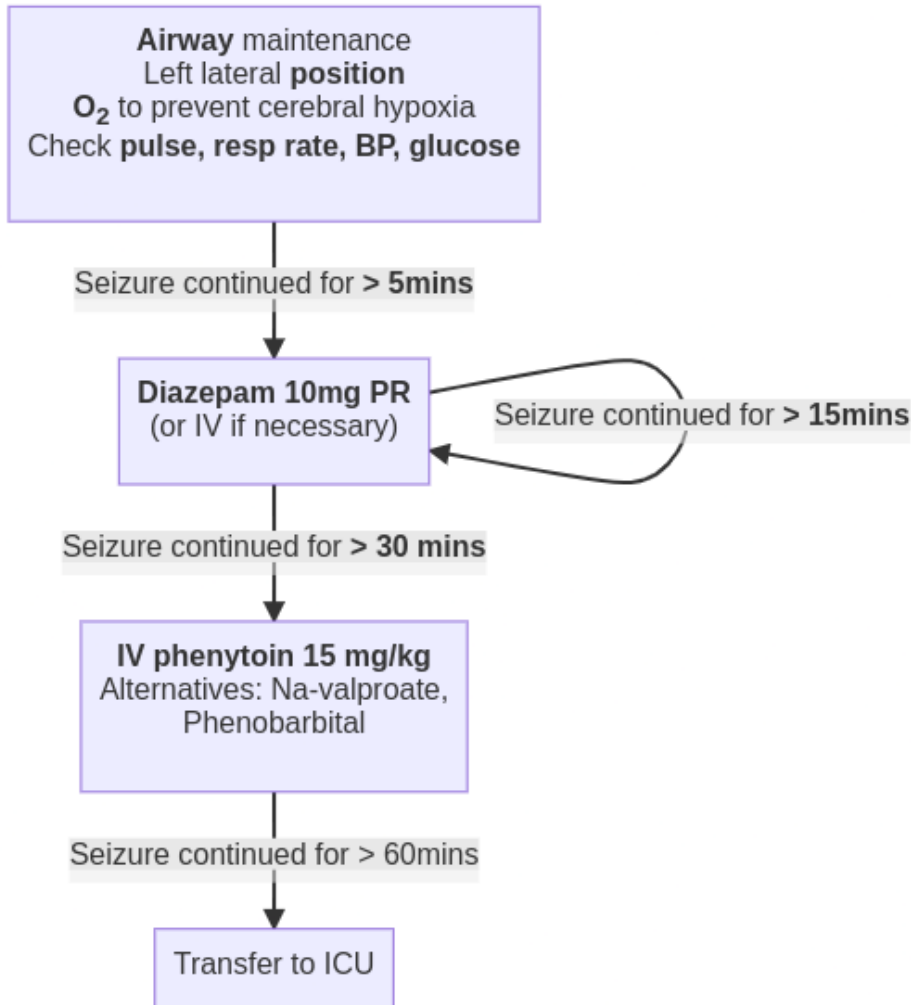 Airway maintenance
Left lateral position
O₂ to prevent cerebral hypoxia
Check pulse, resp rate, BP, glucose
Seizure continued for > 5mins
Diazepam 10mg PR
(or IV if necessary)
Seizure continued for > 15mins
Seizure continued for > 30 mins
IV phenytoin 15 mg/kg
Alternatives: Na-valproate,
Phenobarbital
Seizure continued for > 60mins
Transfer to ICU